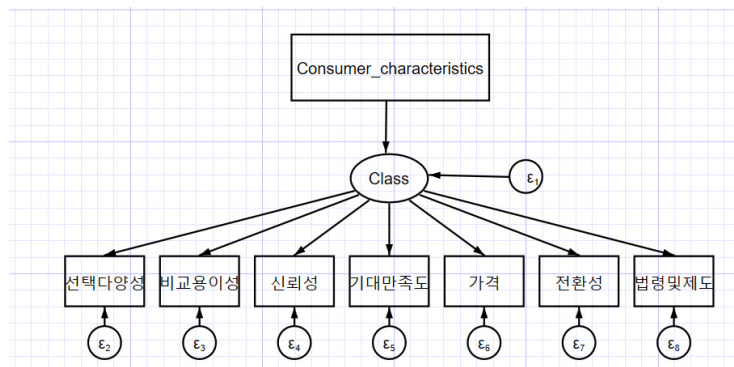 Consumer_characteristics
Class
ε1
선택다양성
비교용이성
신뢰성
기대만족도
가격
전환성
법령및제도
ε2
ε3
ε4
ε5
ε6
ε7
ε8